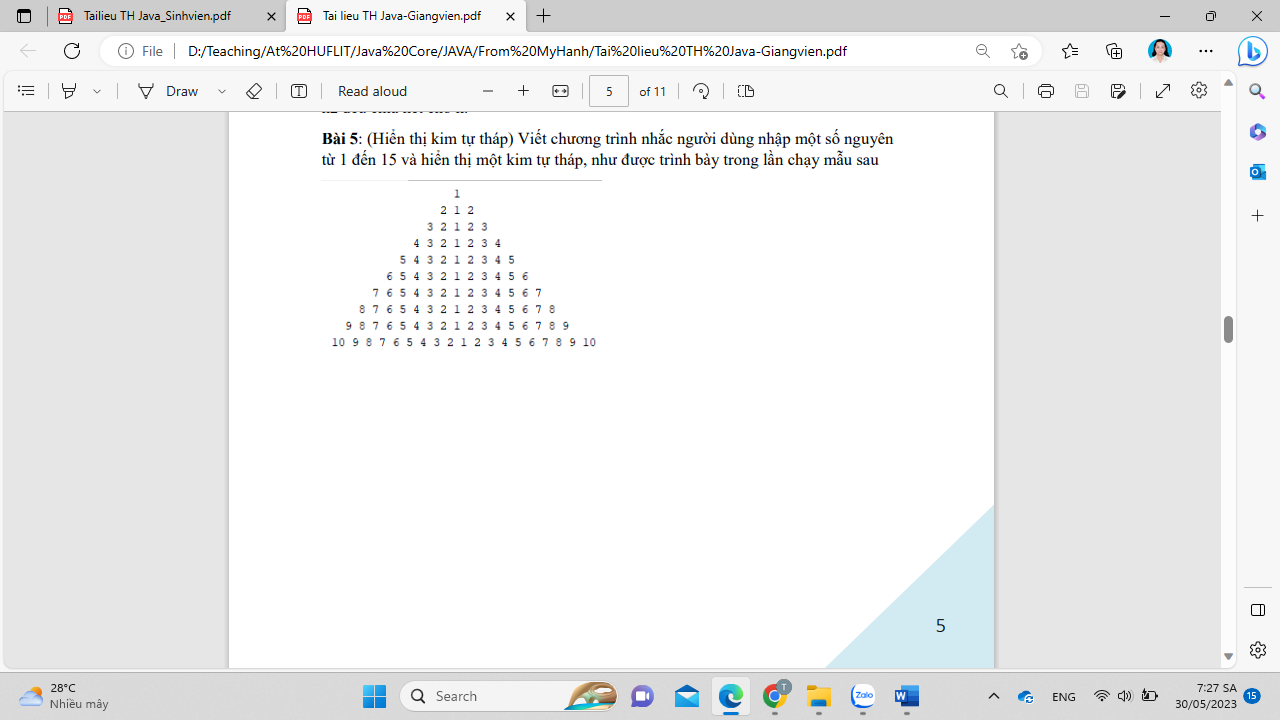 Tailieu TH Java_Sinhvien.pdf
Tai lieu TH Java-Giangvien.pdf
File
D:/Teaching/At%20HUFLIT/Java%20Core/JAVA/From%20MyHanh/Tai%20lieu%20TH%20Java-Giangvien.pdf
Draw
Read aloud
5
of 11
Bài 5: (Hiển thị kim tự tháp) Viết chương trình nhắc người dùng nhập một số nguyên
từ 1 đến 15 và hiển thị một kim tự tháp, như được trình bày trong lần chạy mẫu sau
1
2 1 2
3 2 1 2 3
4 3 2 1 2 3 4
5 4 3 2 1 2 3 4 5
6 5 4 3 2 1 2 3 4 5 6
7 6 5 4 3 2 1 2 3 4 5 6 7
8 7 6 5 4 3 2 1 2 3 4 5 6 7 8
9 8 7 6 5 4 3 2 1 2 3 4 5 6 7 8 9
10 9 8 7 6 5 4 3 2 1 2 3 4 5 6 7 8 9 10
5
28°C
Nhiều mây
Search
T
Zalo
ENG
7:27 SA
30/05/2023
15